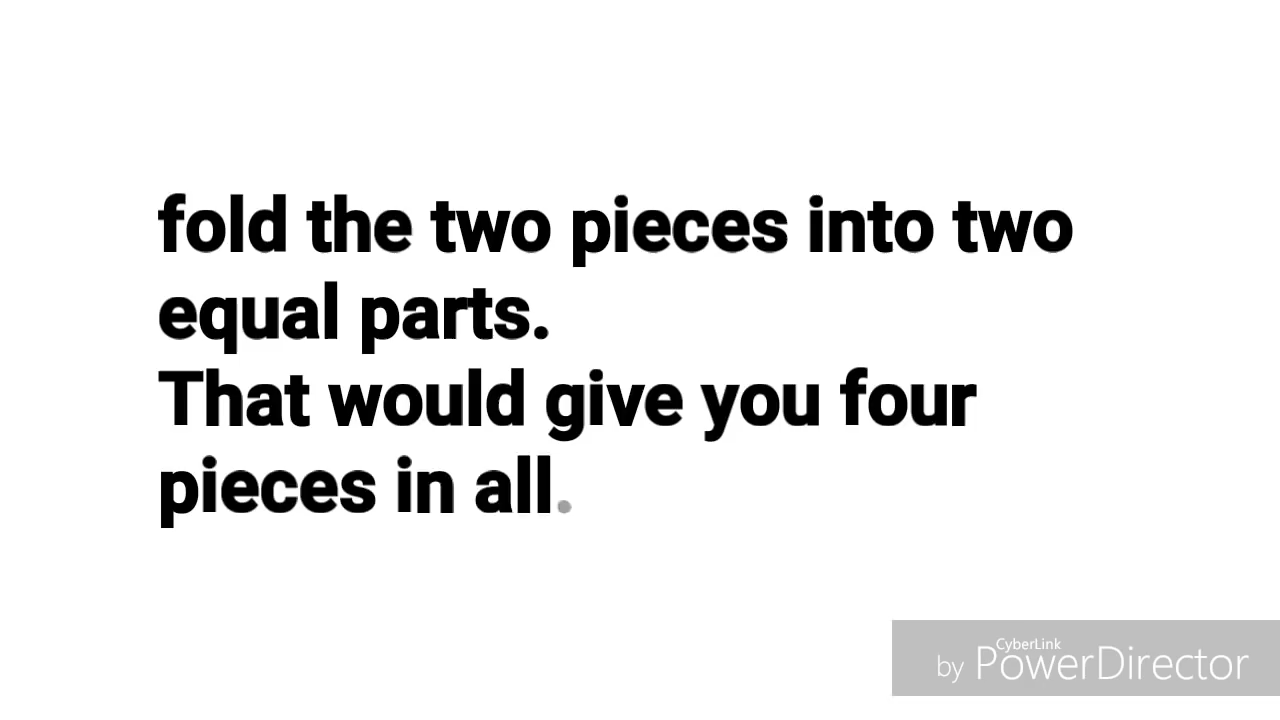 fold the two pieces into two
equal parts.
That would give you four
pieces in all.
CyberLink
by PowerDirector